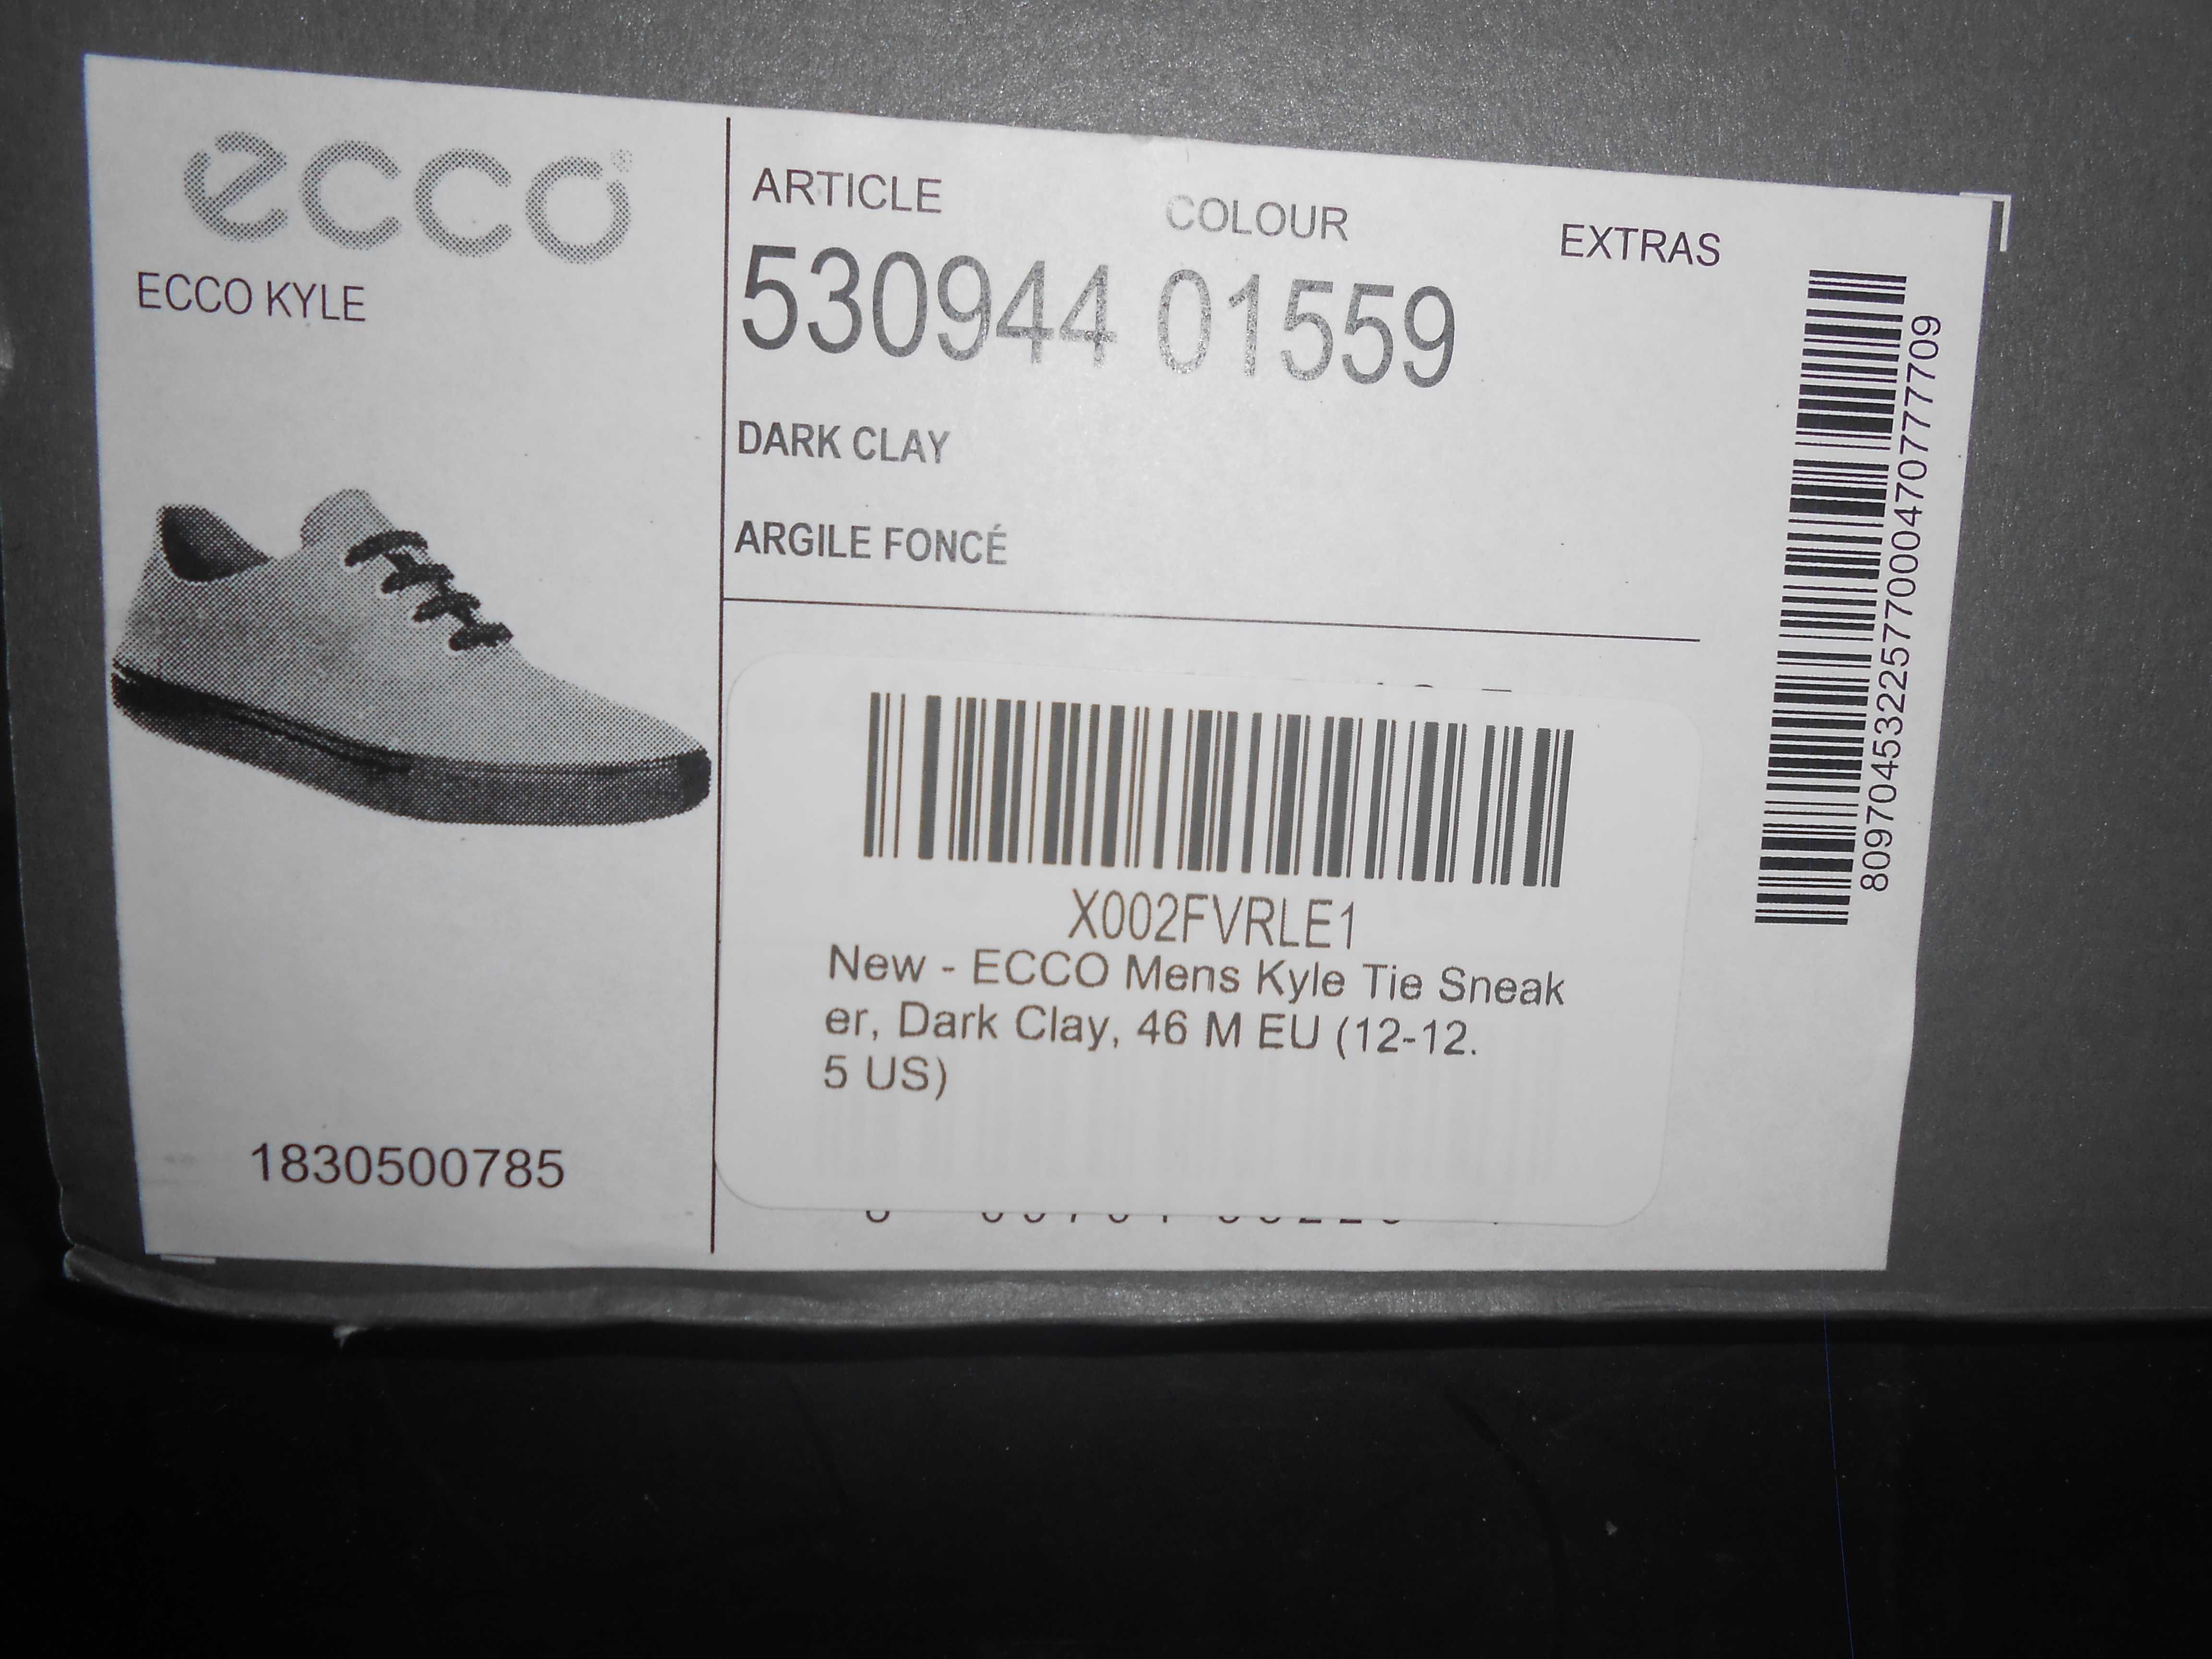 ecco®
ECCO KYLE
1830500785
ARTICLE COLOUR EXTRAS
530944 01559
DARK CLAY
ARGILE FONCÉ
X002FVRLE1
New - ECCO Mens Kyle Tie Sneak
er, Dark Clay, 46 M EU (12-12.
5 US)
8097045322577000470777709